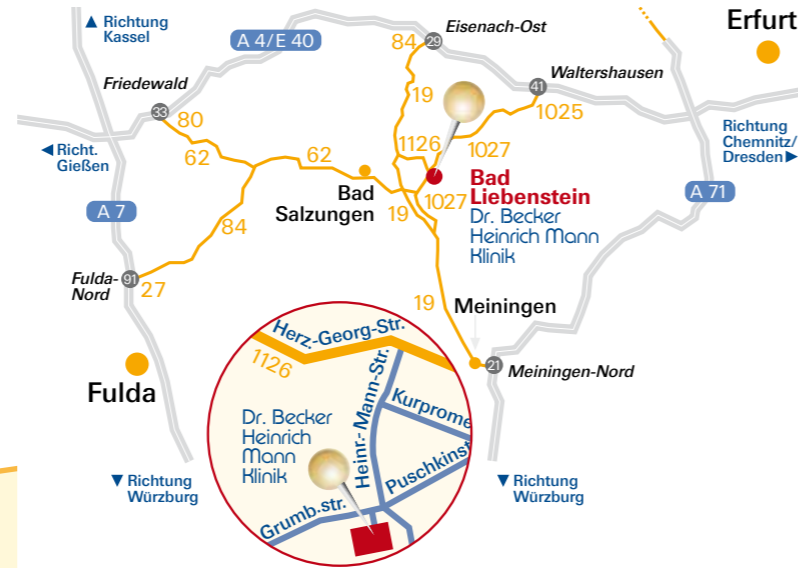 ▲ Richtung
Kassel
A 4/E 40
Eisenach-Ost
Erfurt
84
29
Friedewald
Waltershausen
33
80
19
41
1025
◀ Richt.
Gießen
62
62
1126
1027
Richtung
Chemnitz/
Dresden ▶
Bad
Salzungen
Bad
Liebenstein
Dr. Becker
Heinrich Mann
Klinik
A 7
A 71
84
19
1027
Fulda-
Nord
91
27
19
Meiningen
21
Meiningen-Nord
Fulda
Herz.-Georg-Str.
1126
Heinr.-Mann-Str.
Kurprome
Dr. Becker
Heinrich
Mann
Klinik
Puschkinst
Grumb.str.
▼ Richtung
Würzburg
▼ Richtung
Würzburg